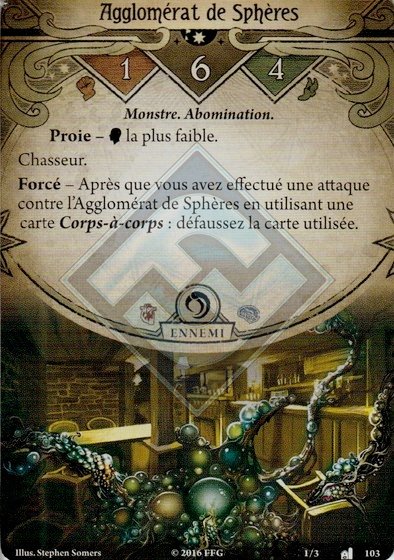 Agglomérat de Sphères
1 6 4
Monstre. Abomination.
Proie – la plus faible.
Chasseur.
Forcé – Après que vous avez effectué une attaque
contre l'Agglomérat de Sphères en utilisant une
carte Corps-à-corps : défaussez la carte utilisée.
ENNEMI
Illus. Stephen Somers
© 2016 FFG
1/3
103